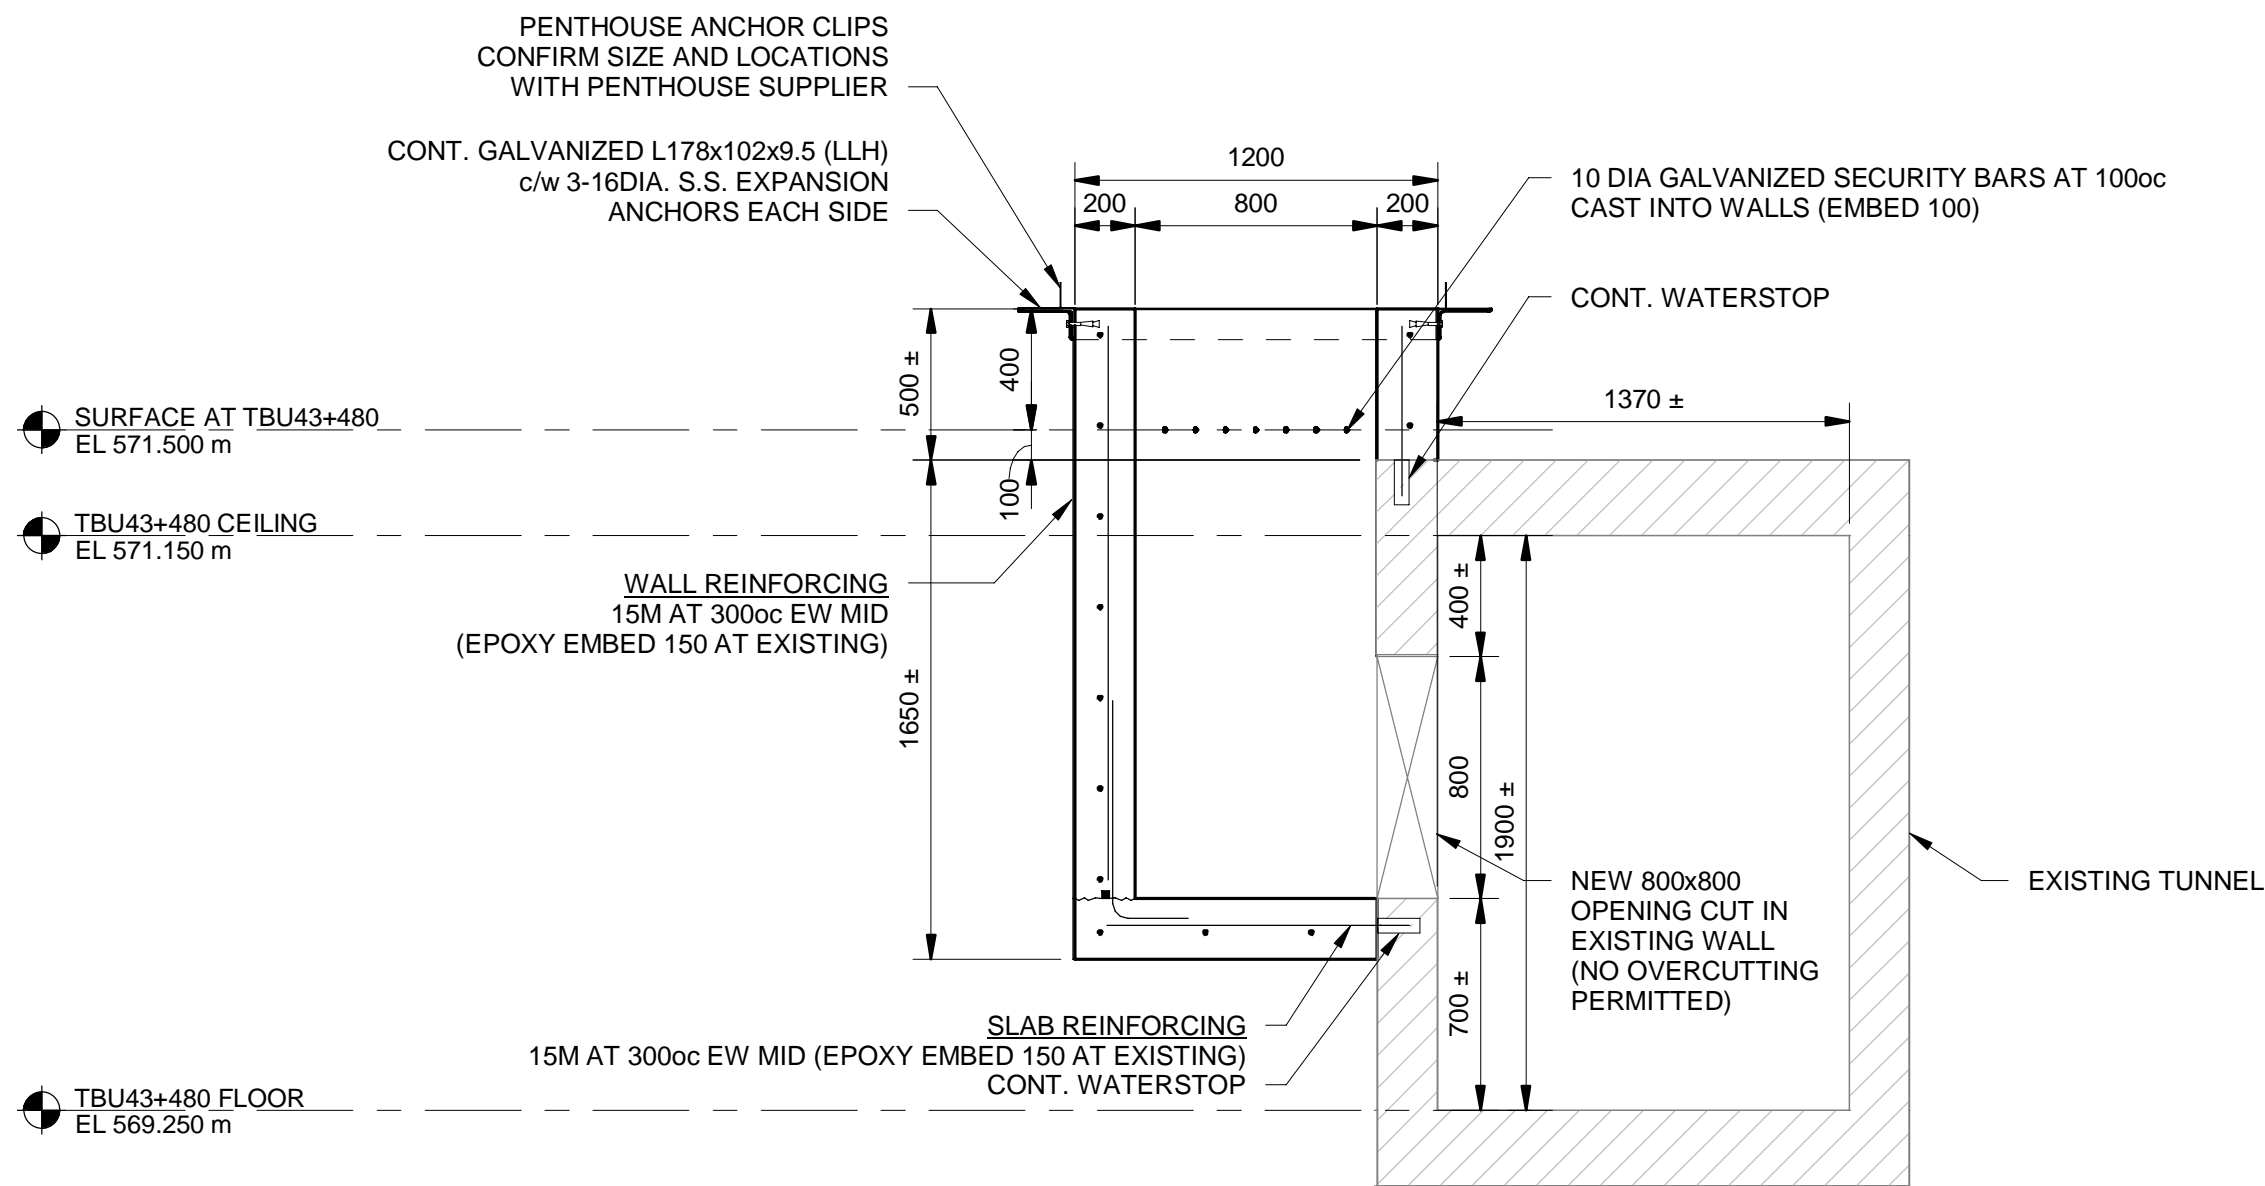 PENTHOUSE ANCHOR CLIPS
CONFIRM SIZE AND LOCATIONS
WITH PENTHOUSE SUPPLIER
CONT. GALVANIZED L178x102x9.5 (LLH)
c/w 3-16DIA. S.S. EXPANSION
ANCHORS EACH SIDE
1200
200
800
200
10 DIA GALVANIZED SECURITY BARS AT 100oc
CAST INTO WALLS (EMBED 100)
CONT. WATERSTOP
500 ±
400
100
1370 ±
SURFACE AT TBU43+480
EL 571.500 m
TBU43+480 CEILING
EL 571.150 m
WALL REINFORCING
15M AT 300oc EW MID
(EPOXY EMBED 150 AT EXISTING)
1650 ±
400 ±
800
1900 ±
700 ±
NEW 800x800
OPENING CUT IN
EXISTING WALL
(NO OVERCUTTING
PERMITTED)
EXISTING TUNNEL
SLAB REINFORCING
15M AT 300oc EW MID (EPOXY EMBED 150 AT EXISTING)
CONT. WATERSTOP
TBU43+480 FLOOR
EL 569.250 m